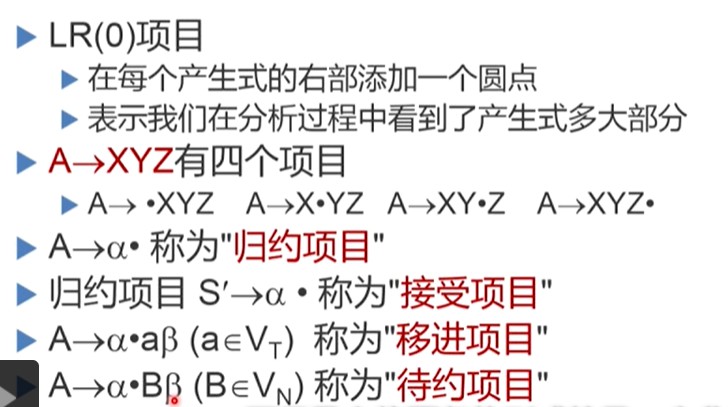 LR(0)项目
在每个产生式的右部添加一个圆点
表示我们在分析过程中看到了产生式多大部分
A→XYZ有四个项目
A→ •XYZ A→X•YZ A→XY•Z A→XYZ•
A→α• 称为"归约项目"
归约项目 S′→α • 称为"接受项目"
A→α•aβ (a∈VT) 称为"移进项目"
A→α•Bβ (B∈VN) 称为"待约项目"